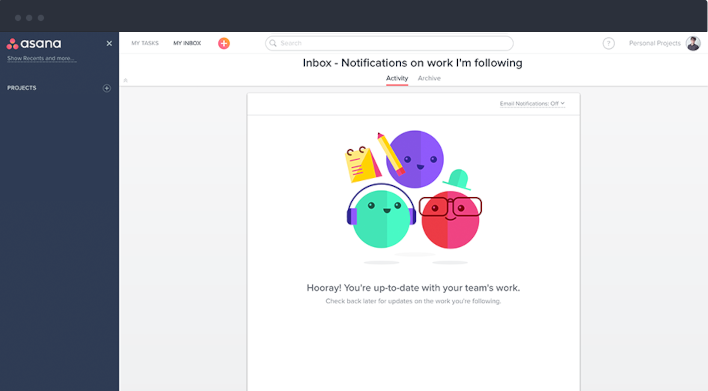 asana
MY TASKS
MY INBOX
Search
?
Personal Projects
Show Recents and more...
Inbox - Notifications on work I'm following
Activity
Archive
PROJECTS
Email Notifications: Off
Hooray! You're up-to-date with your team's work.
Check back later for updates on the work you're following.